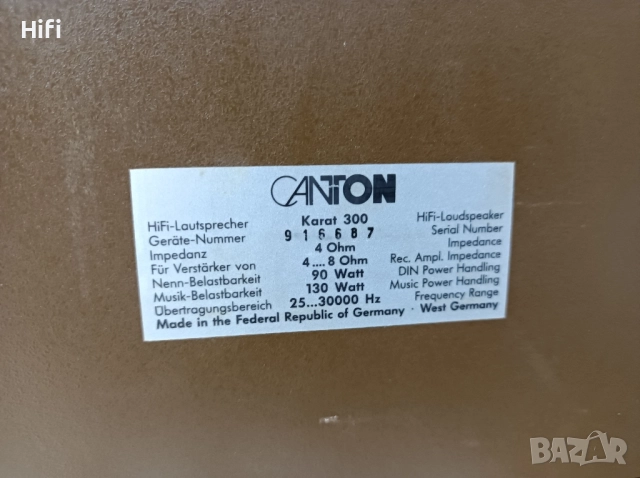 Hifi
CANTON
HiFi-Lautsprecher Karat 300 HiFi-Loudspeaker
Geräte-Nummer 916687 Serial Number
Impedanz 4 Ohm Impedance
Für Verstärker von 4....8 Ohm Rec. Ampl. Impedance
Nenn-Belastbarkeit 90 Watt DIN Power Handling
Musik-Belastbarkeit 130 Watt Music Power Handling
Übertragungsbereich 25...30000 Hz Frequency Range
Made in the Federal Republic of Germany · West Germany
BAZAR